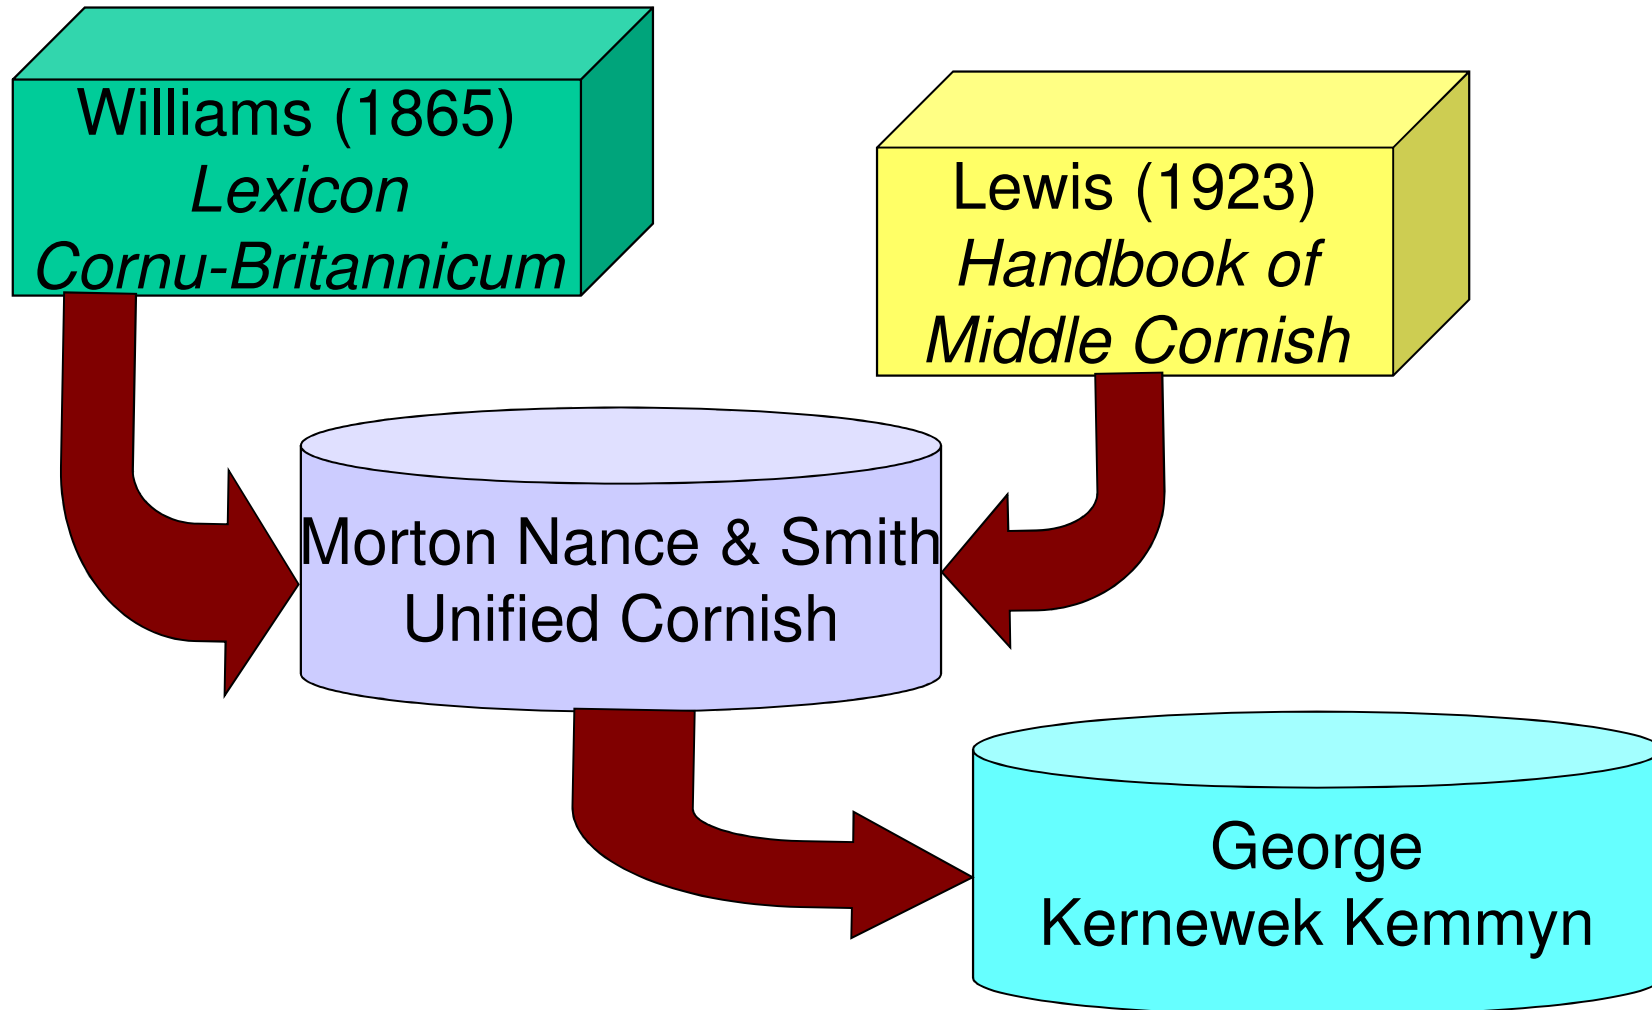 Williams (1865)
Lexicon
Cornu-Britannicum
Lewis (1923)
Handbook of
Middle Cornish
Morton Nance & Smith
Unified Cornish
George
Kernewek Kemmyn